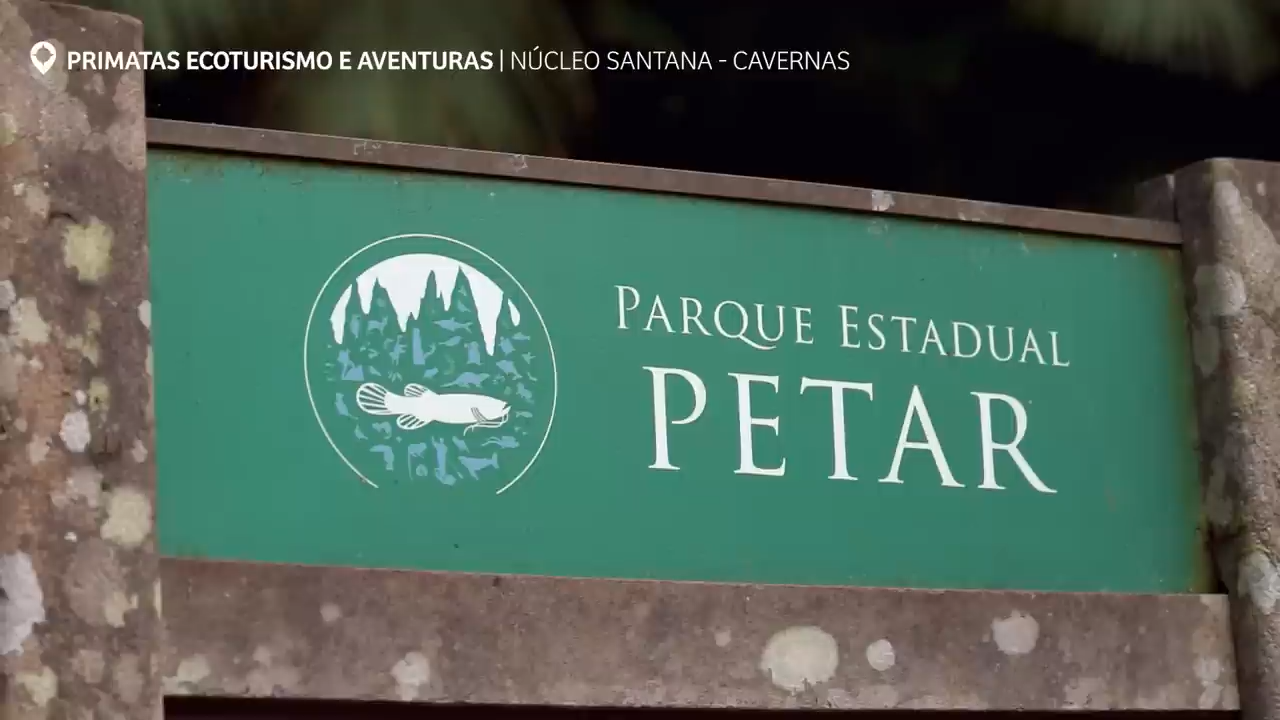 PRIMATAS ECOTURISMO E AVENTURAS | NÚCLEO SANTANA - CAVERNAS
PARQUE ESTADUAL
PETAR